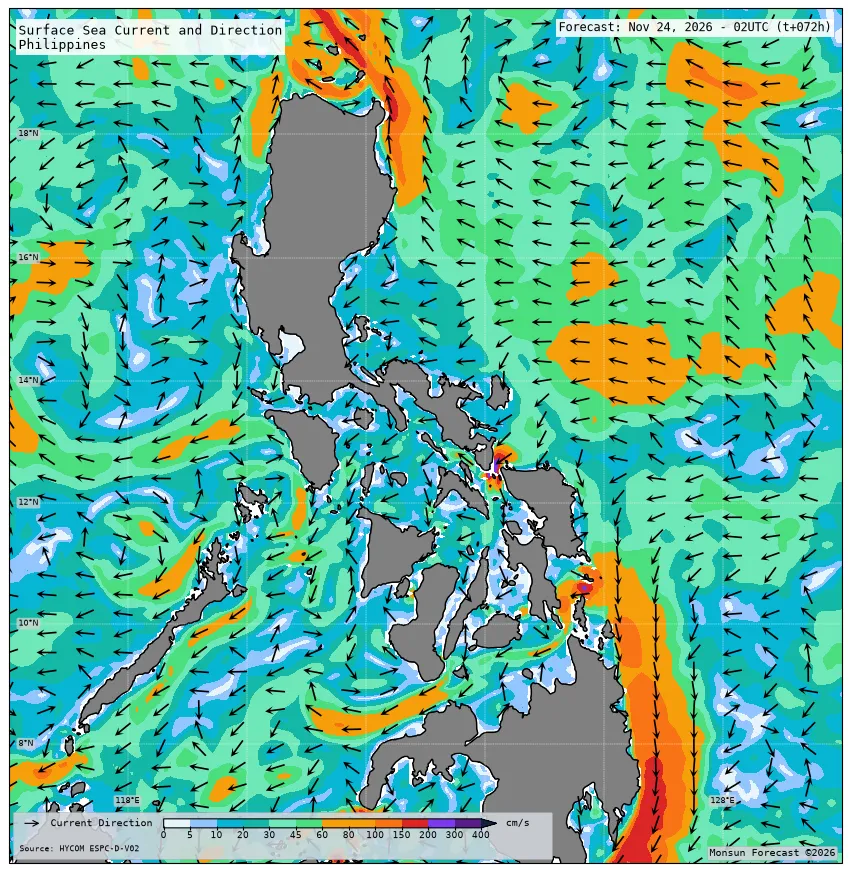 Surface Sea Current and Direction
Philippines
Forecast: Nov 24, 2026 - 02UTC (t+072h)
18°N
16°N
14°N
12°N
10°N
8°N
118°E
128°E
Current Direction
0 5 10 20 30 45 60 80 100 150 200 300 400 cm/s
Source: HYCOM ESPC-D-V02
Monsun Forecast ©2026